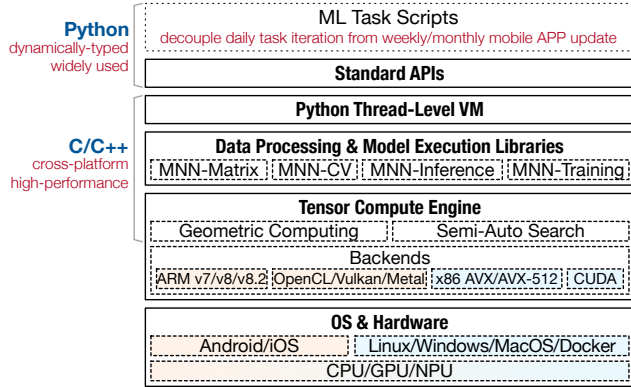 Python
dynamically-typed
widely used
ML Task Scripts
decouple daily task iteration from weekly/monthly mobile APP update
Standard APIs
C/C++
cross-platform
high-performance
Python Thread-Level VM
Data Processing & Model Execution Libraries
MNN-Matrix MNN-CV MNN-Inference MNN-Training
Tensor Compute Engine
Geometric Computing Semi-Auto Search
Backends
ARM v7/v8/v8.2 OpenCL/Vulkan/Metal x86 AVX/AVX-512 CUDA
OS & Hardware
Android/iOS Linux/Windows/MacOS/Docker
CPU/GPU/NPU